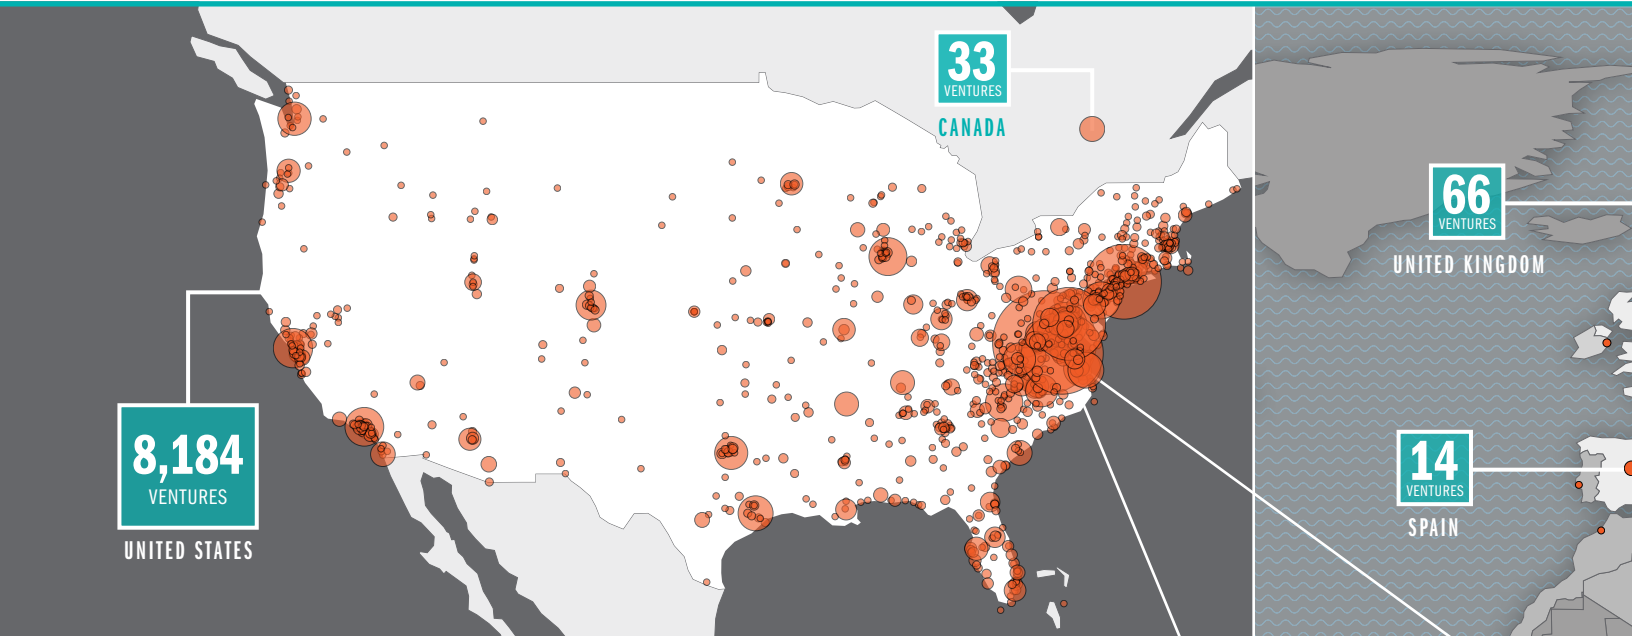 33
VENTURES
CANADA
66
VENTURES
UNITED KINGDOM
8,184
VENTURES
UNITED STATES
14
VENTURES
SPAIN